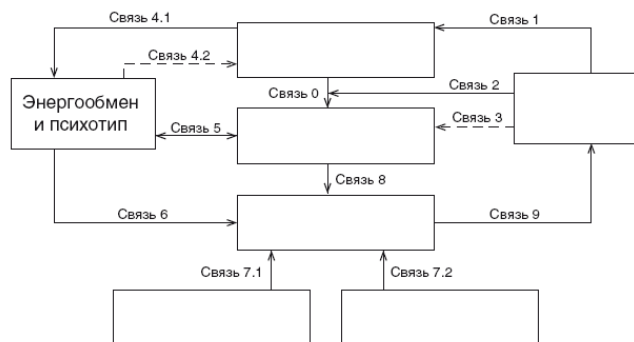 Связь 4.1
Связь 1
Связь 4.2
Энергообмен
и психотип
Связь 0
Связь 2
Связь 5
Связь 3
Связь 8
Связь 6
Связь 9
Связь 7.1
Связь 7.2